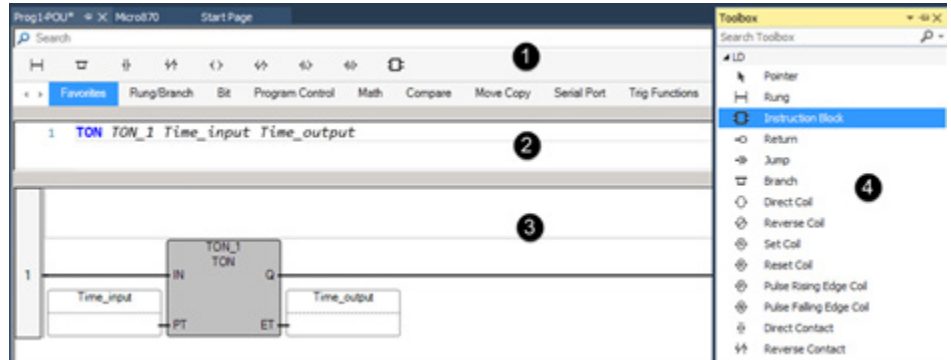 Prog1-POU* Micro870 Start Page
Search
1
Favorites Rung/Branch Bit Program Control Math Compare Move Copy Serial Port Trig Functions
1 TON TON_1 Time_input Time_output
2
3
TON_1
TON
1 IN Q
Time_input Time_output
PT ET
Toolbox
Search Toolbox
LD
Pointer
Rung
Instruction Block
Return
Jump
Branch
4
Direct Coil
Reverse Coil
Set Coil
Reset Coil
Pulse Rising Edge Coil
Pulse Falling Edge Coil
Direct Contact
Reverse Contact